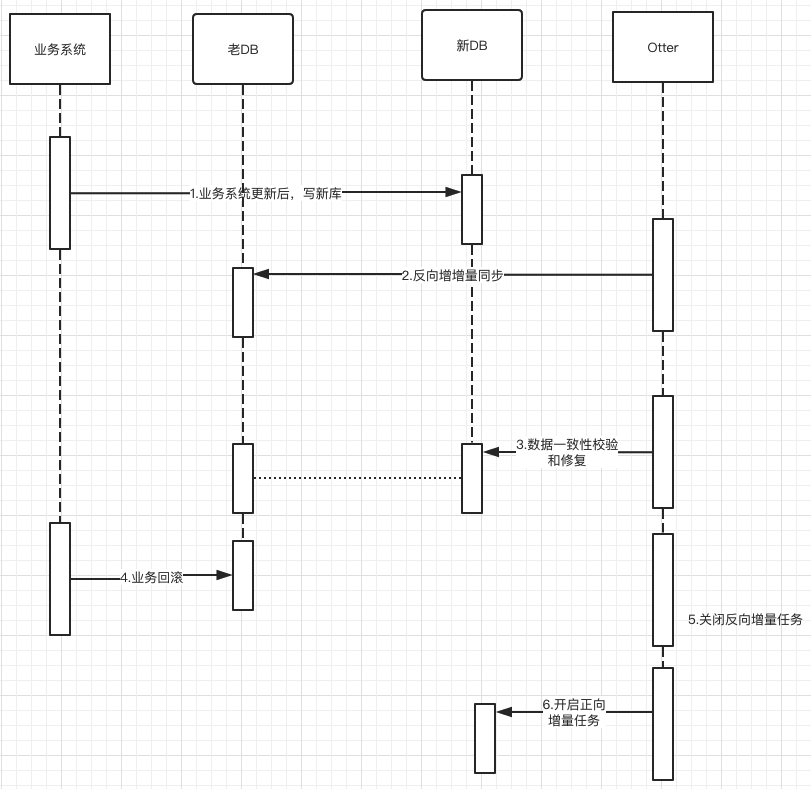 业务系统
老DB
新DB
Otter
1.业务系统更新后，写新库
2.反向增增量同步
3.数据一致性校验
和修复
4.业务回滚
5.关闭反向增量任务
6.开启正向
增量任务